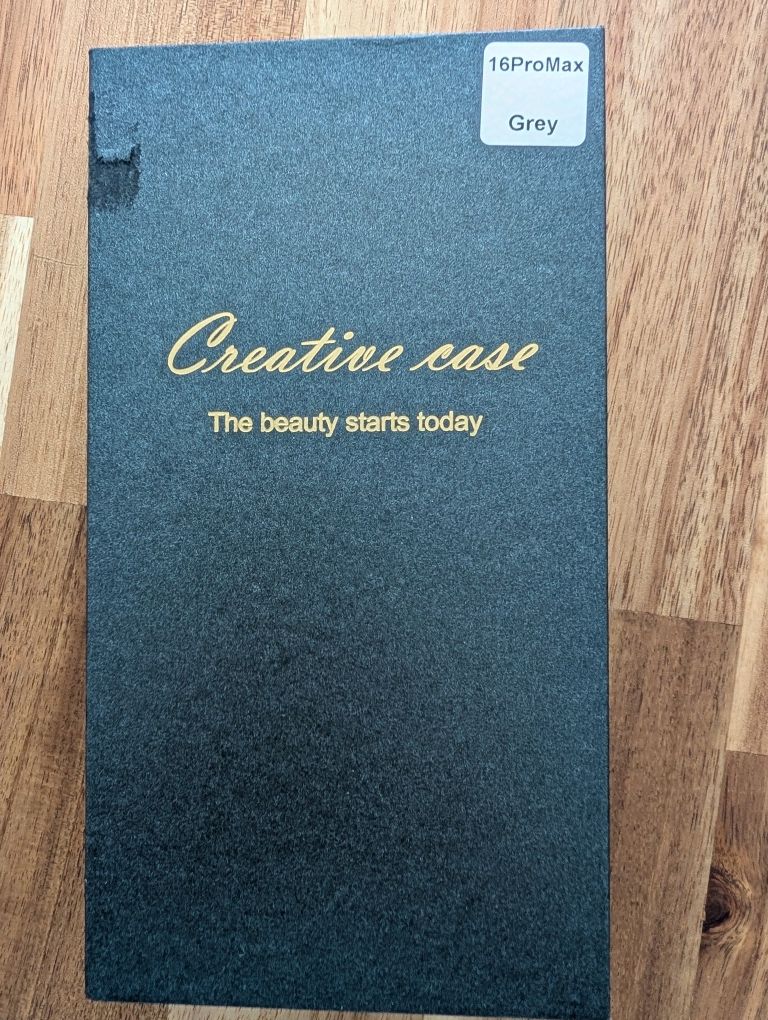 16ProMax
Grey
Creative case
The beauty starts today